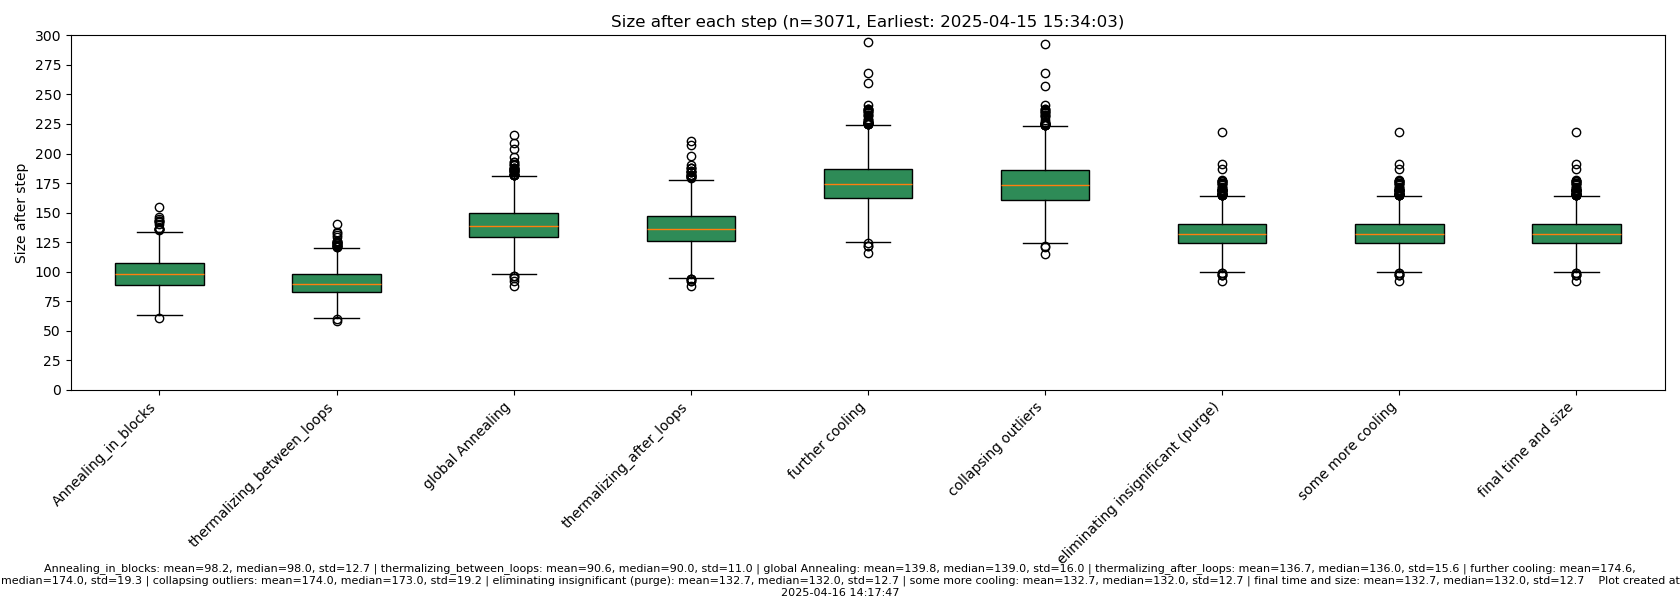 Size after each step (n=3071, Earliest: 2025-04-15 15:34:03)
300
275
250
225
200
175
150
125
100
75
50
25
0
Size after step
Annealing_in_blocks
thermalizing_between_loops
global Annealing
thermalizing_after_loops
further cooling
collapsing outliers
eliminating insignificant (purge)
some more cooling
final time and size
Annealing_in_blocks: mean=98.2, median=98.0, std=12.7 | thermalizing_between_loops: mean=90.6, median=90.0, std=11.0 | global Annealing: mean=139.8, median=139.0, std=16.0 | thermalizing_after_loops: mean=136.7, median=136.0, std=15.6 | further cooling: mean=174.6,
median=174.0, std=19.3 | collapsing outliers: mean=174.0, median=173.0, std=19.2 | eliminating insignificant (purge): mean=132.7, median=132.0, std=12.7 | some more cooling: mean=132.7, median=132.0, std=12.7 | final time and size: mean=132.7, median=132.0, std=12.7 Plot created at
2025-04-16 14:17:47